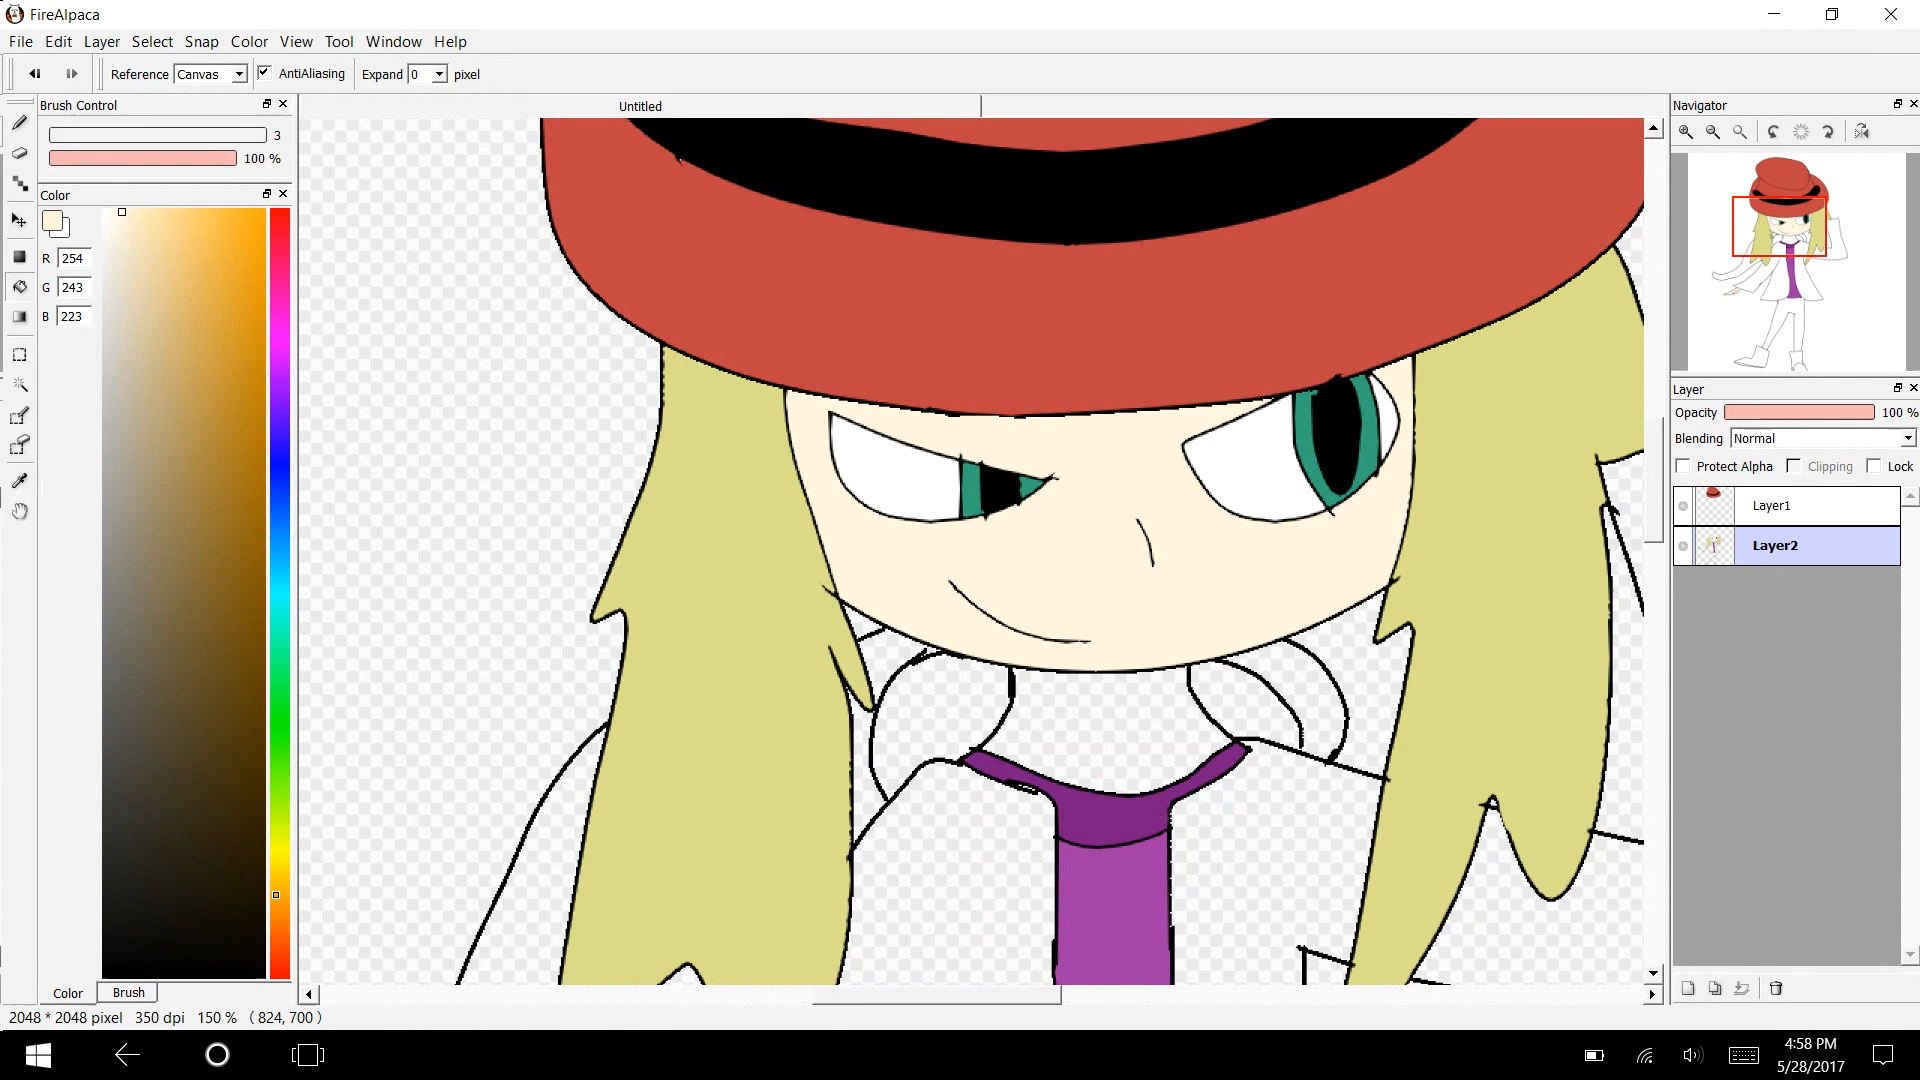 FireAlpaca
File Edit Layer Select Snap Color View Tool Window Help
Reference Canvas AntiAliasing Expand 0 pixel
Brush Control
3
100 %
Color
R 254
G 243
B 223
Untitled
Navigator
Layer
Opacity 100 %
Blending Normal
Protect Alpha Clipping Lock
Layer1
Layer2
Color Brush
2048 * 2048 pixel 350 dpi 150 % ( 824, 700 )
4:58 PM
5/28/2017